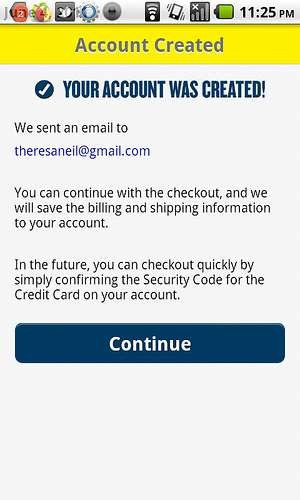 11:25 PM
Account Created
YOUR ACCOUNT WAS CREATED!
We sent an email to
theresaneil@gmail.com
You can continue with the checkout, and we
will save the billing and shipping information
to your account.
In the future, you can checkout quickly by
simply confirming the Security Code for the
Credit Card on your account.
Continue